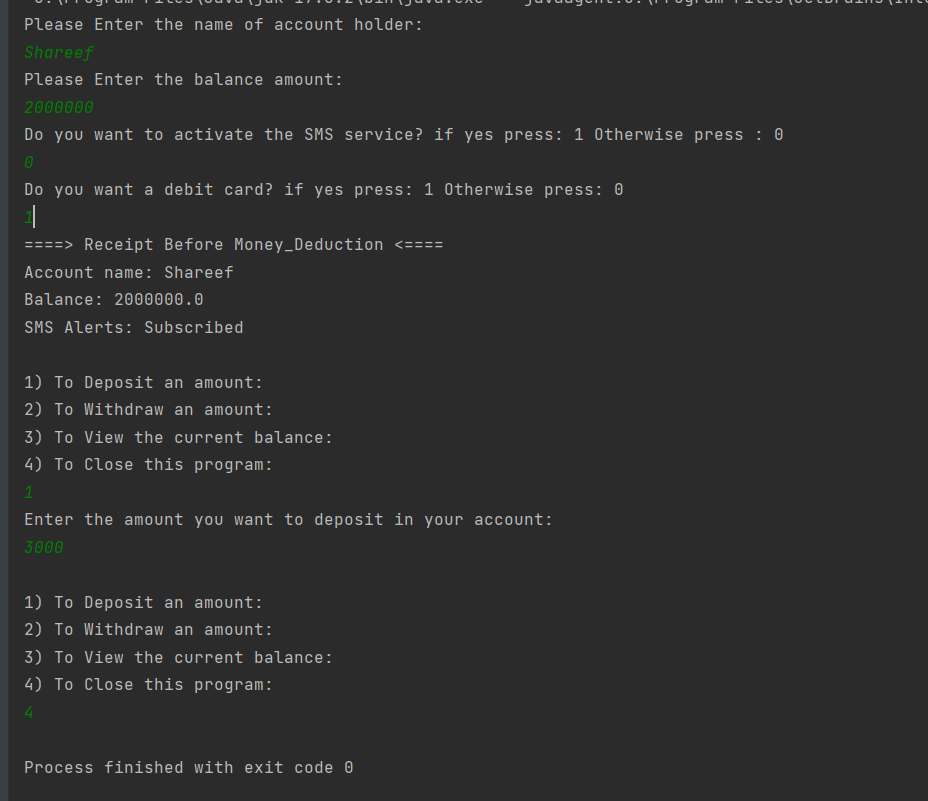 Please Enter the name of account holder:
Shareef
Please Enter the balance amount:
2000000
Do you want to activate the SMS service? if yes press: 1 Otherwise press : 0
0
Do you want a debit card? if yes press: 1 Otherwise press: 0
1
====> Receipt Before Money_Deduction <====
Account name: Shareef
Balance: 2000000.0
SMS Alerts: Subscribed
1) To Deposit an amount:
2) To Withdraw an amount:
3) To View the current balance:
4) To Close this program:
1
Enter the amount you want to deposit in your account:
3000
1) To Deposit an amount:
2) To Withdraw an amount:
3) To View the current balance:
4) To Close this program:
4
Process finished with exit code 0